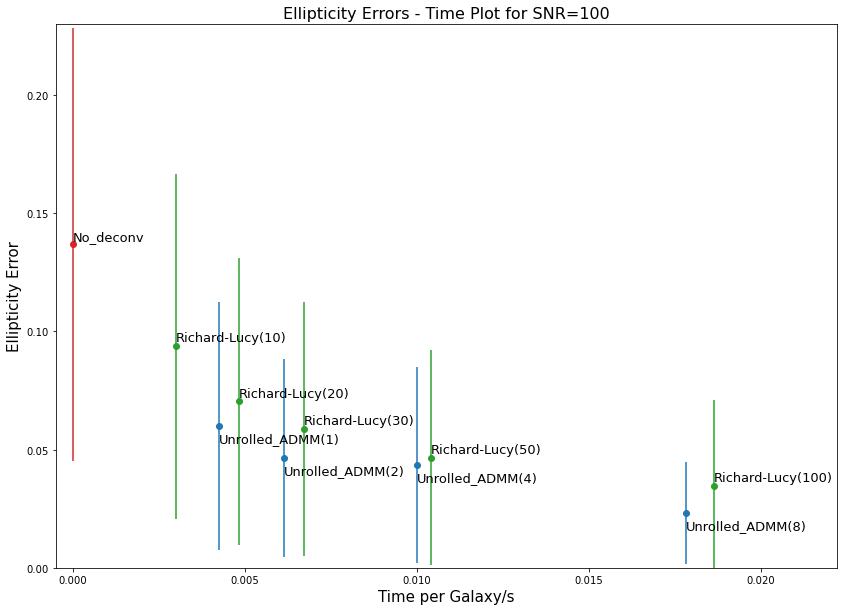 Ellipticity Errors - Time Plot for SNR=100
Ellipticity Error
0.20
0.15
0.10
0.05
0.00
No_deconv
Richard-Lucy(10)
Richard-Lucy(20)
Richard-Lucy(30)
Unrolled_ADMM(1)
Richard-Lucy(50)
Unrolled_ADMM(2)
Unrolled_ADMM(4)
Richard-Lucy(100)
Unrolled_ADMM(8)
0.000
0.005
0.010
0.015
0.020
Time per Galaxy/s